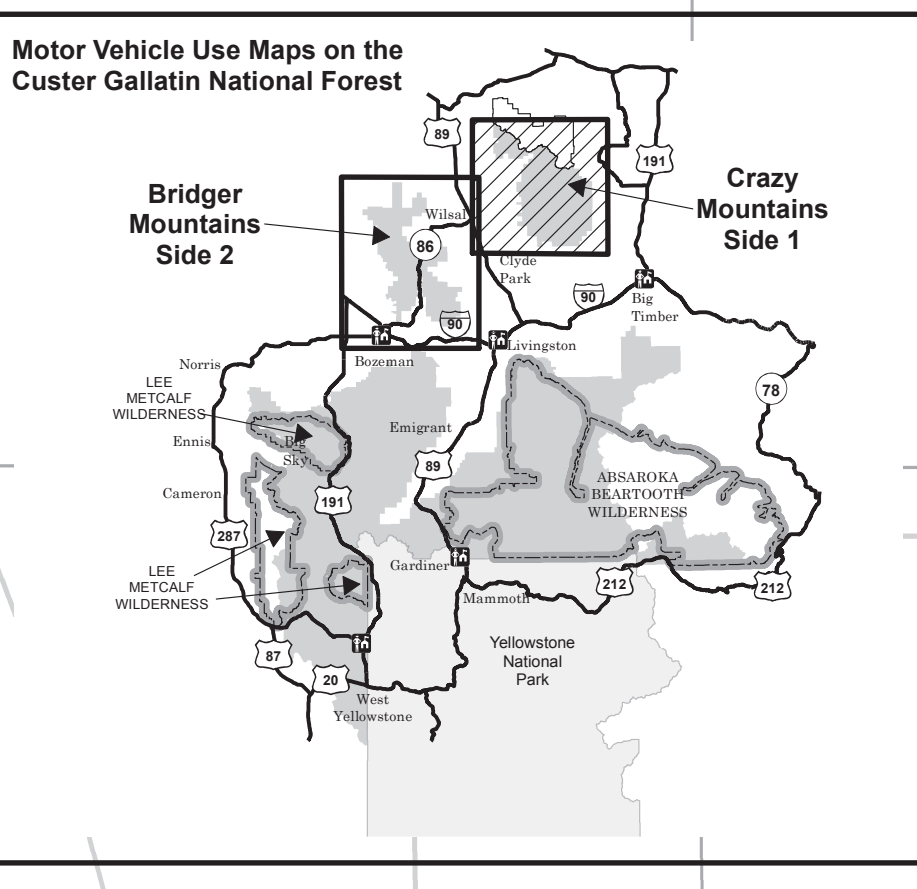 Motor Vehicle Use Maps on the
Custer Gallatin National Forest
89
191
Bridger
Mountains
Side 2
Crazy
Mountains
Side 1
Wilsal
86
Clyde
Park
90
Big
Timber
90
Bozeman
Livingston
Norris
LEE
METCALF
WILDERNESS
78
Ennis
Big
Sky
Emigrant
89
Cameron
191
ABSAROKA
BEARTOOTH
WILDERNESS
287
Gardiner
LEE
METCALF
WILDERNESS
212
212
Mammoth
87
Yellowstone
National
Park
20
West
Yellowstone